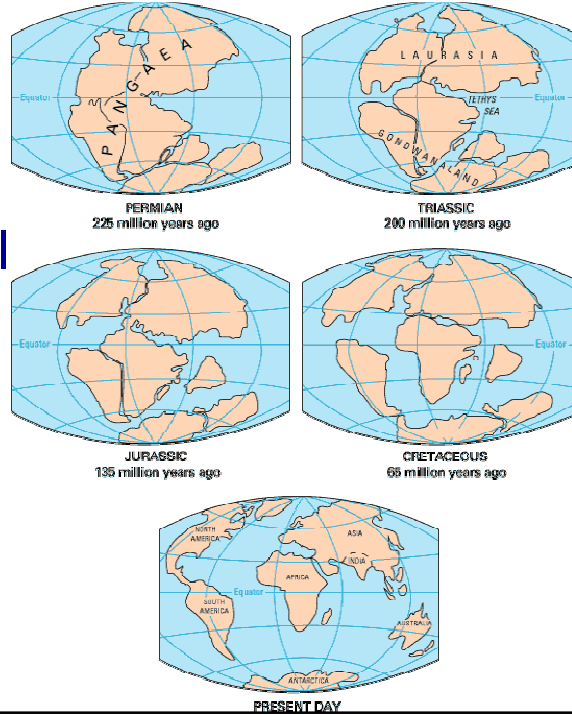 PANGAEA
Equator
PERMIAN
225 million years ago
LAURASIA
TETHYS
SEA
Equator
GONDWANALAND
TRIASSIC
200 million years ago
Equator
JURASSIC
135 million years ago
Equator
CRETACEOUS
65 million years ago
NORTH
AMERICA
ASIA
INDIA
AFRICA
Equator
SOUTH
AMERICA
AUSTRALIA
ANTARCTICA
PRESENT DAY